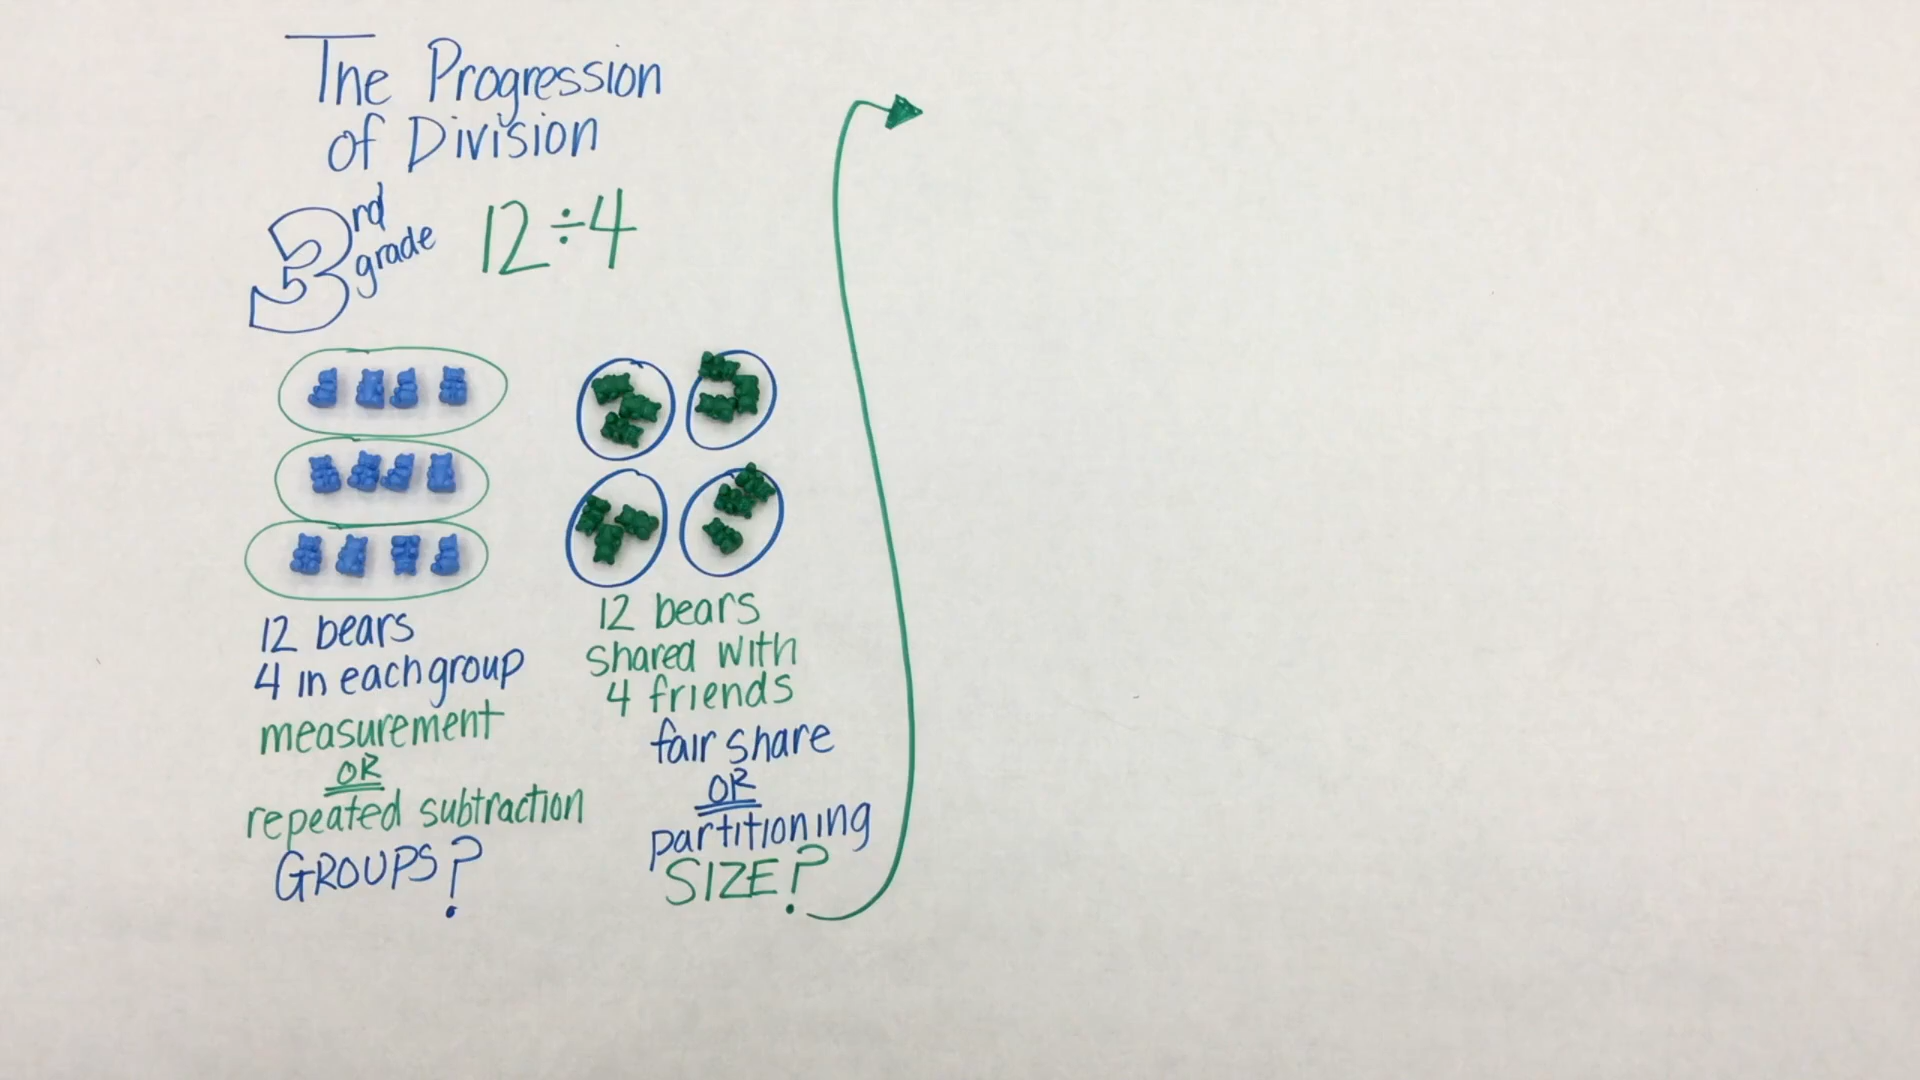 The Progression
of Division
3rd grade
12÷4
12 bears
4 in each group
measurement
OR
repeated subtraction
GROUPS?
12 bears
shared with
4 friends
fair share
OR
partitioning
SIZE?